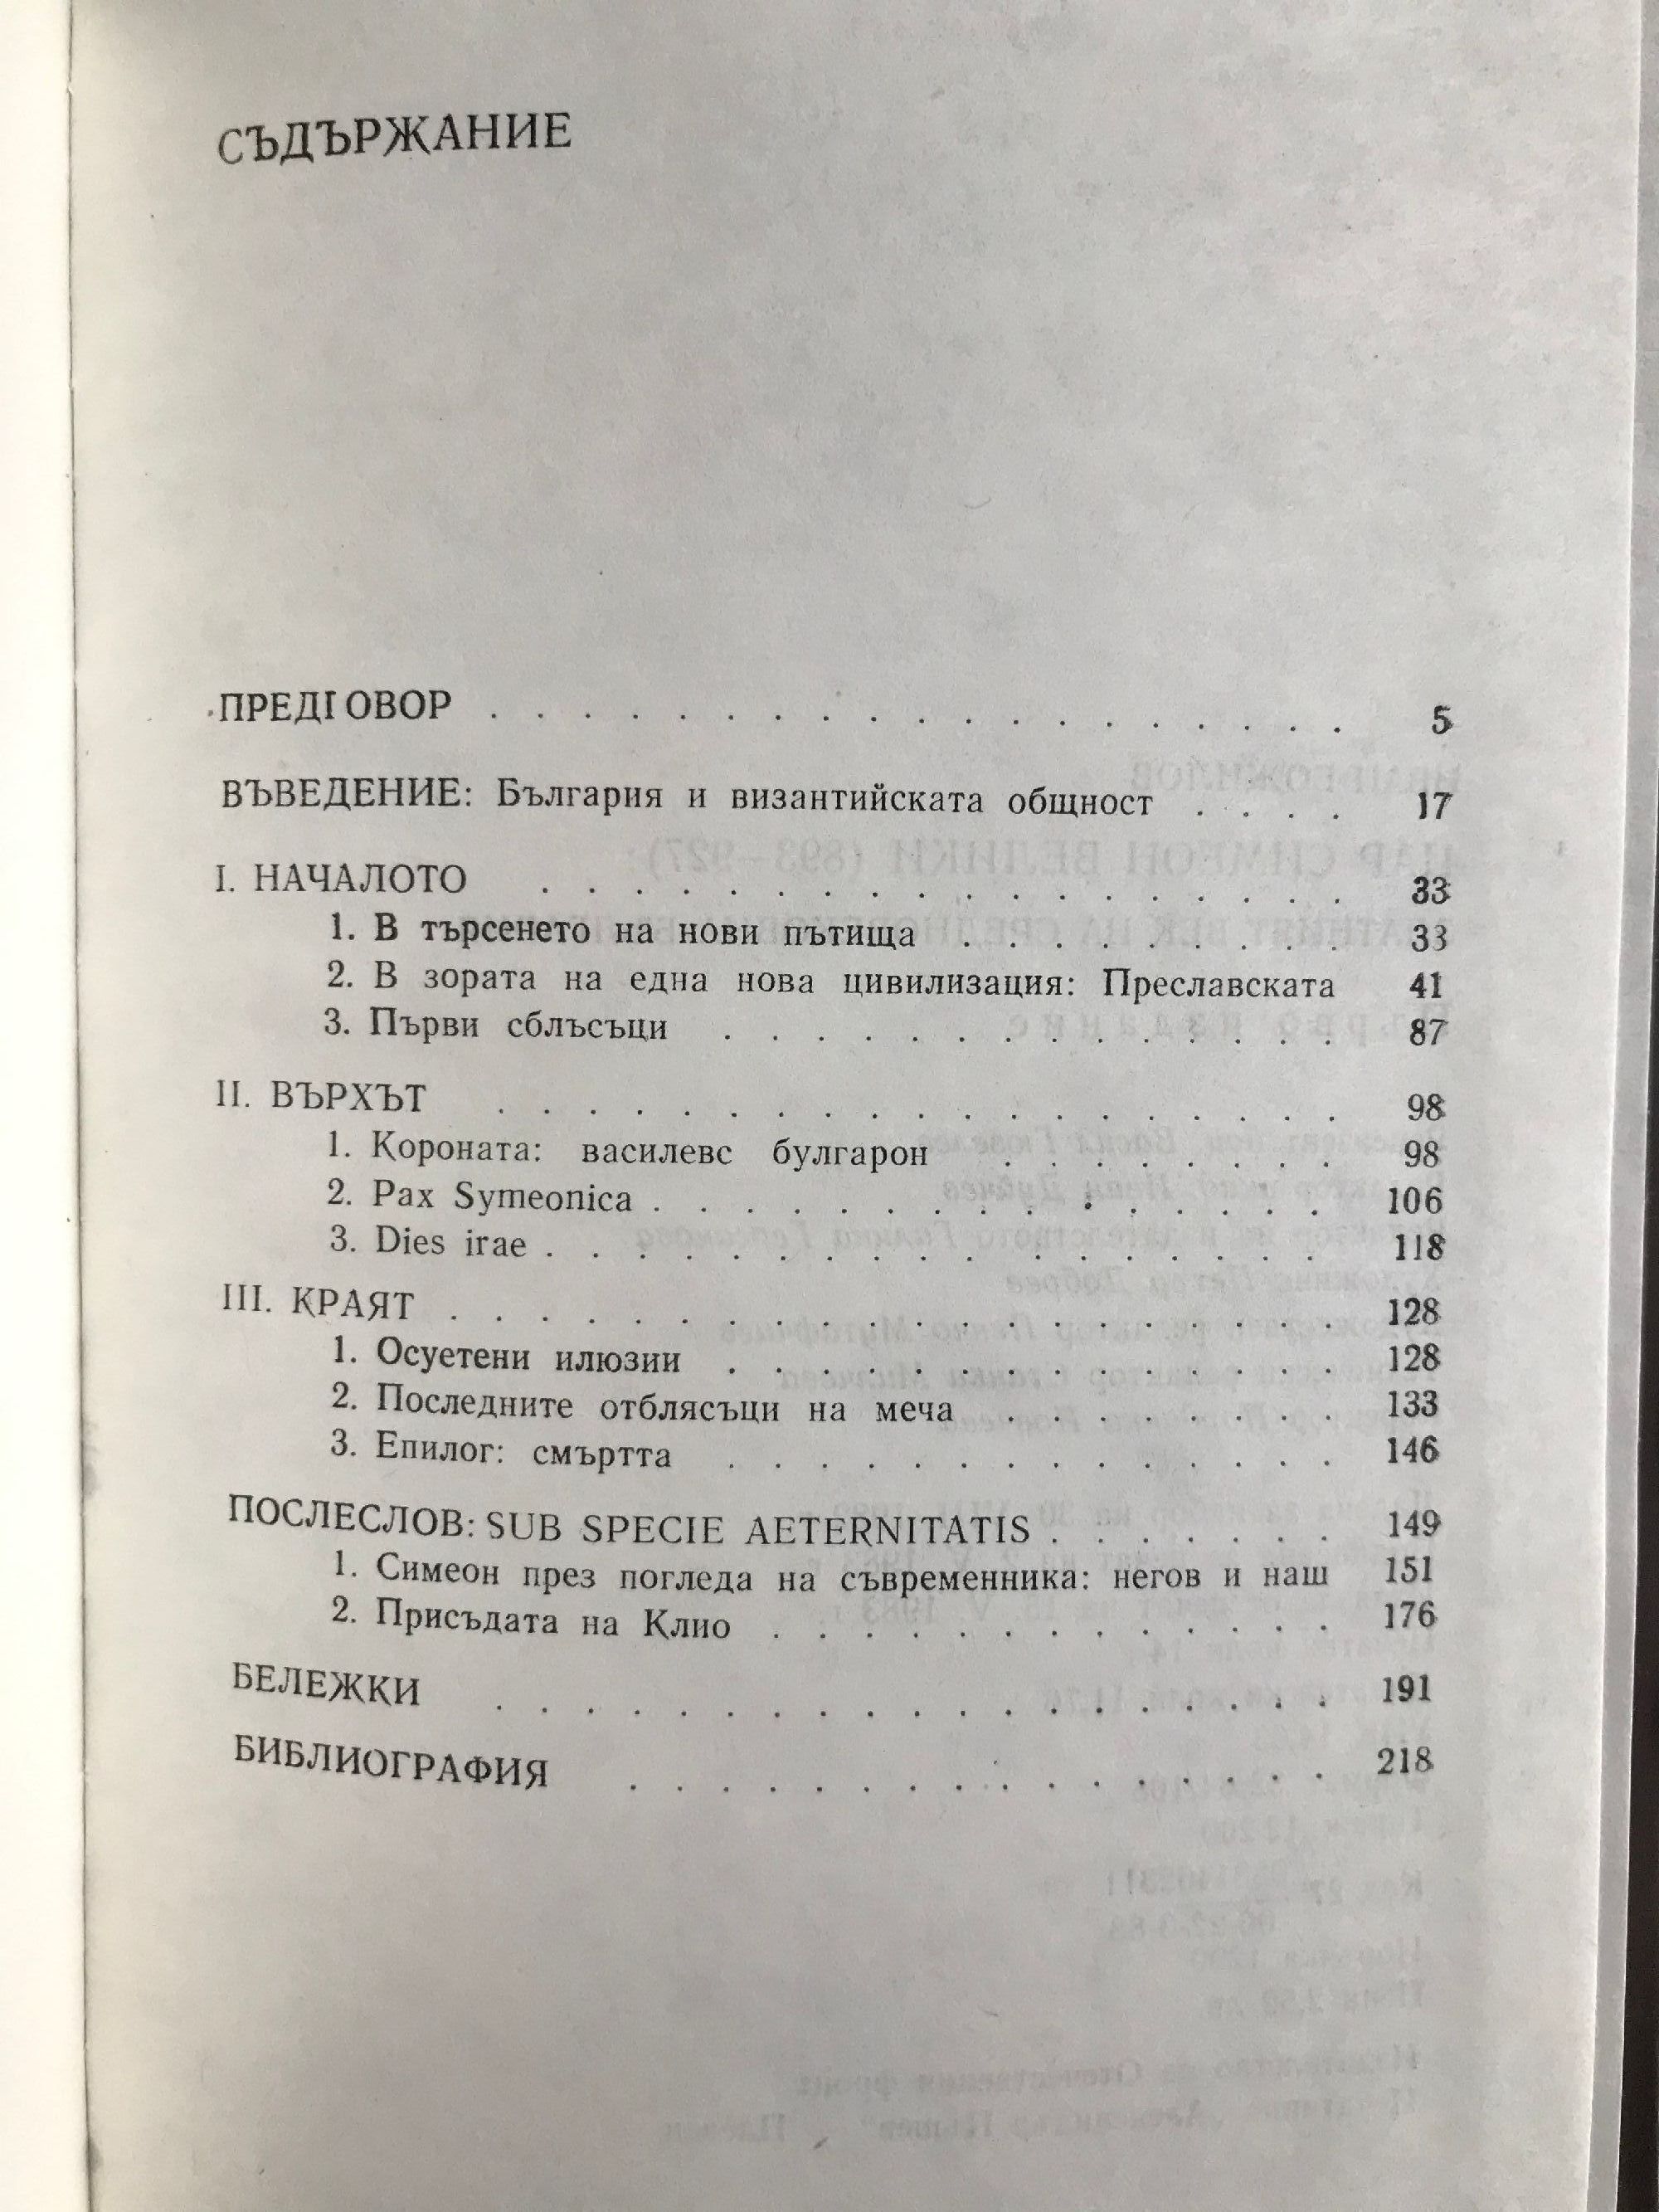 СЪДЪРЖАНИЕ
ПРЕДГОВОР . . . . . . . . . . . . . . . . . . . 5
ВЪВЕДЕНИЕ: България и византийската общност . . . . 17
I. НАЧАЛОТО . . . . . . . . . . . . . . . . . . 33
1. В търсенето на нови пътища . . . . . . . . . 33
2. В зората на една нова цивилизация: Преславската 41
3. Първи сблъсъци . . . . . . . . . . . . . . 87
II. ВЪРХЪТ . . . . . . . . . . . . . . . . . . . 98
1. Короната: василевс булгарон . . . . . . . . 98
2. Pax Symeonica . . . . . . . . . . . . . . . 106
3. Dies irae . . . . . . . . . . . . . . . . . 118
III. КРАЯТ . . . . . . . . . . . . . . . . . . . . 128
1. Осуетени илюзии . . . . . . . . . . . . . . 128
2. Последните отблясъци на меча . . . . . . . . 133
3. Епилог: смъртта . . . . . . . . . . . . . . 146
ПОСЛЕСЛОВ: SUB SPECIE AETERNITATIS . . . . . . . 149
1. Симеон през погледа на съвременника: негов и наш 151
2. Присъдата на Клио . . . . . . . . . . . . . 176
БЕЛЕЖКИ . . . . . . . . . . . . . . . . . . . 191
БИБЛИОГРАФИЯ . . . . . . . . . . . . . . . . 218